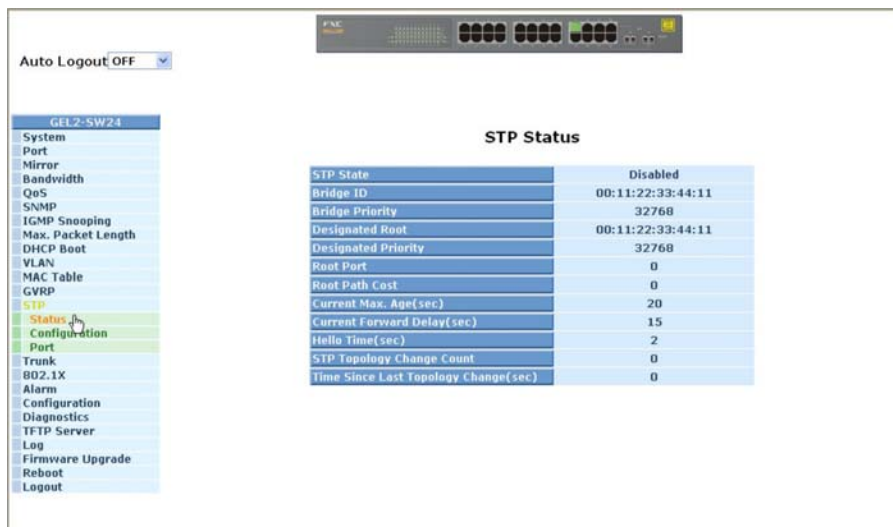 FXC
Auto Logout OFF
GEL2-SW24
System
Port
Mirror
Bandwidth
QoS
SNMP
IGMP Snooping
Max. Packet Length
DHCP Boot
VLAN
MAC Table
GVRP
STP
Status
Configuration
Port
Trunk
802.1X
Alarm
Configuration
Diagnostics
TFTP Server
Log
Firmware Upgrade
Reboot
Logout
STP Status
STP State Disabled
Bridge ID 00:11:22:33:44:11
Bridge Priority 32768
Designated Root 00:11:22:33:44:11
Designated Priority 32768
Root Port 0
Root Path Cost 0
Current Max. Age(sec) 20
Current Forward Delay(sec) 15
Hello Time(sec) 2
STP Topology Change Count 0
Time Since Last Topology Change(sec) 0